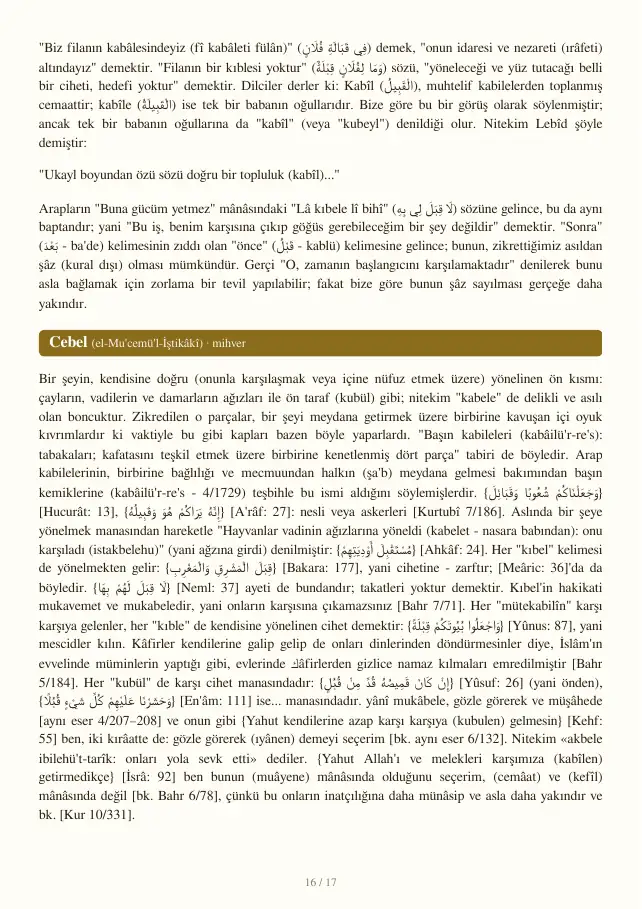 "Biz filanın kabâlesindeyiz (fî kabâleti fülân)" (فِي قَبَالَةِ فُلَانٍ) demek, "onun idaresi ve nezareti (ırâfeti)
altındayız" demektir. "Filanın bir kıblesi yoktur" (وَمَا لِفُلَانٍ قِبْلَةٌ) sözü, "yöneleceği ve yüz tutacağı belli
bir ciheti, hedefi yoktur" demektir. Dilciler derler ki: Kabîl (الْقَبِيلُ), muhtelif kabilelerden toplanmış
cemaattir; kabîle (الْقَبِيلَةُ) ise tek bir babanın oğullarıdır. Bize göre bu bir görüş olarak söylenmiştir;
ancak tek bir babanın oğullarına da "kabîl" (veya "kubeyl") denildiği olur. Nitekim Lebîd şöyle
demiştir:
"Ukayl boyundan özü sözü doğru bir topluluk (kabîl)..."
Arapların "Buna gücüm yetmez" mânâsındaki "Lâ kıbele lî bihî" (لَا قِبَلَ لِي بِهِ) sözüne gelince, bu da aynı
baptandır; yani "Bu iş, benim karşısına çıkıp göğüs gerebileceğim bir şey değildir" demektir. "Sonra"
(بَعْدَ - ba'de) kelimesinin zıddı olan "önce" (قَبْلُ - kablü) kelimesine gelince; bunun, zikrettiğimiz asıldan
şâz (kural dışı) olması mümkündür. Gerçi "O, zamanın başlangıcını karşılamaktadır" denilerek bunu
asla bağlamak için zorlama bir tevil yapılabilir; fakat bize göre bunun şâz sayılması gerçeğe daha
yakındır.
Cebel (el-Mu'cemü'l-İştikâkî) · mihver
Bir şeyin, kendisine doğru (onunla karşılaşmak veya içine nüfuz etmek üzere) yönelinen ön kısmı:
çayların, vadilerin ve damarların ağızları ile ön taraf (kubül) gibi; nitekim "kabele" de delikli ve asılı
olan boncuktur. Zikredilen o parçalar, bir şeyi meydana getirmek üzere birbirine kavuşan içi oyuk
kıvrımlardır ki vaktiyle bu gibi kapları bazen böyle yaparlardı. "Başın kabileleri (kabâilü'r-re's):
tabakaları; kafatasını teşkil etmek üzere birbirine kenetlenmiş dört parça" tabiri de böyledir. Arap
kabilelerinin, birbirine bağlılığı ve mecmuundan halkın (şa'b) meydana gelmesi bakımından başın
kemiklerine (kabâilü'r-re's - 4/1729) teşbihle bu ismi aldığını söylemişlerdir. {وَجَعَلْنَاكُمْ شُعُوبًا وَقَبَائِلَ}
[Hucurât: 13], {إِنَّهُ يَرَاكُمْ هُوَ وَقَبِيلُهُ} [A'râf: 27]: nesli veya askerleri [Kurtubî 7/186]. Aslında bir şeye
yönelmek manasından hareketle "Hayvanlar vadinin ağızlarına yöneldi (kabelet - nasara babından): onu
karşıladı (istakbelehu)" (yani ağzına girdi) denilmiştir: {مُسْتَقْبِلَ أَوْدِيَتِهِمْ} [Ahkâf: 24]. Her "kıbel" kelimesi
de yönelmekten gelir: {قِبَلَ الْمَشْرِقِ وَالْمَغْرِبِ} [Bakara: 177], yani cihetine - zarftır; [Meâric: 36]'da da
böyledir. {لَا قِبَلَ لَهُمْ بِهَا} [Neml: 37] ayeti de bundandır; takatleri yoktur demektir. Kıbel'in hakikati
mukavemet ve mukabeledir, yani onların karşısına çıkamazsınız [Bahr 7/71]. Her "mütekabilîn" karşı
karşıya gelenler, her "kıble" de kendisine yönelinen cihet demektir: {وَاجْعَلُوا بُيُوتَكُمْ قِبْلَةً} [Yûnus: 87], yani
mescidler kılın. Kâfirler kendilerine galip gelip de onları dinlerinden döndürmesinler diye, İslâm'ın
evvelinde müminlerin yaptığı gibi, evlerinde كâfirlerden gizlice namaz kılmaları emredilmiştir [Bahr
5/184]. Her "kubül" de karşı cihet manasındadır: {إِنْ كَانَ قَمِيصُهُ قُدَّ مِنْ قُبُلٍ} [Yûsuf: 26] (yani önden),
{وَحَشَرْنَا عَلَيْهِمْ كُلَّ شَيْءٍ قُبُلًا} [En'âm: 111] ise... manasındadır. yânî mukâbele, gözle görerek ve müşâhede
[aynı eser 4/207–208] ve onun gibi {Yahut kendilerine azap karşı karşıya (kubulen) gelmesin} [Kehf:
55] ben, iki kırâatte de: gözle görerek (ıyânen) demeyi seçerim [bk. aynı eser 6/132]. Nitekim «akbele
ibilehü't-tarîk: onları yola sevk etti» dediler. {Yahut Allah'ı ve melekleri karşımıza (kabîlen)
getirmedikçe} [İsrâ: 92] ben bunun (muâyene) mânâsında olduğunu seçerim, (cemâat) ve (kefîl)
mânâsında değil [bk. Bahr 6/78], çünkü bu onların inatçılığına daha münâsip ve asla daha yakındır ve
bk. [Kur 10/331].
16 / 17